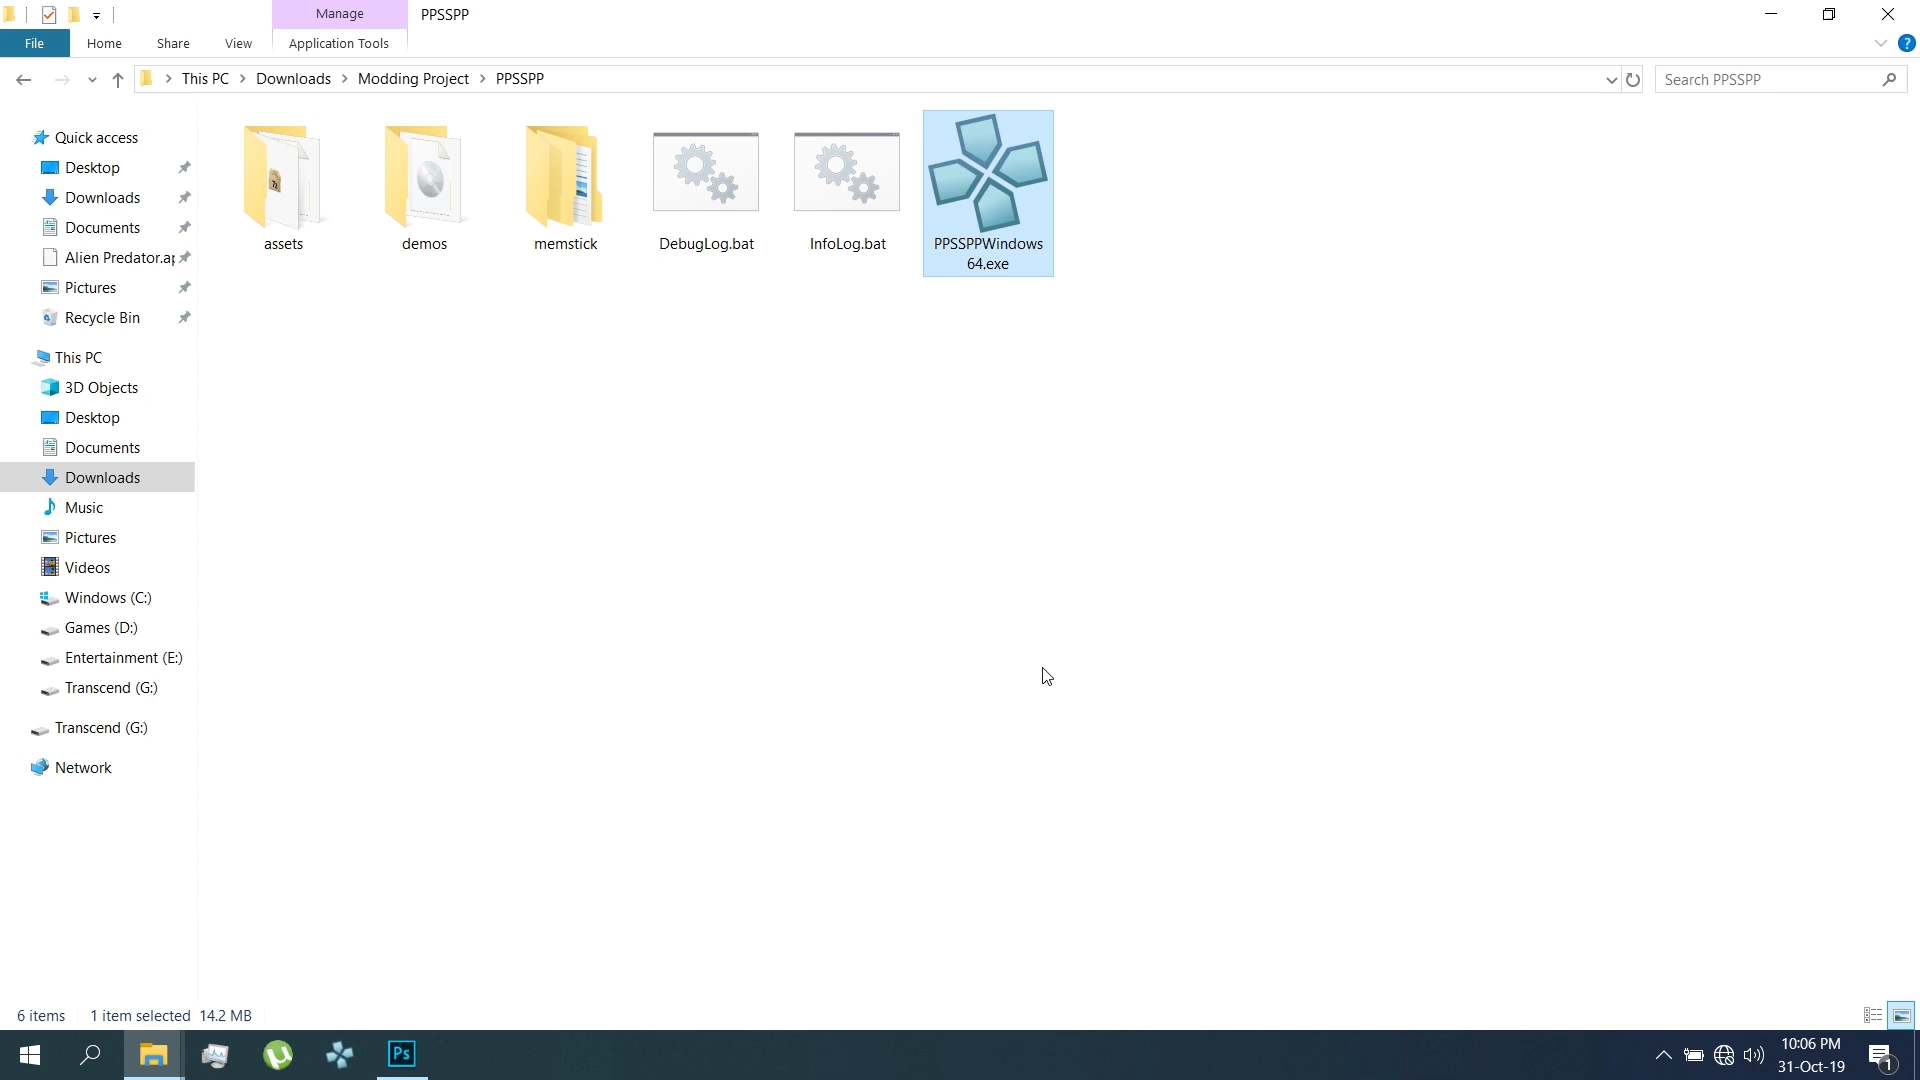 Manage
PPSSPP
File
Home
Share
View
Application Tools
This PC
Downloads
Modding Project
PPSSPP
Search PPSSPP
Quick access
Desktop
Downloads
Documents
Alien Predator.ap
Pictures
Recycle Bin
This PC
3D Objects
Desktop
Documents
Downloads
Music
Pictures
Videos
Windows (C:)
Games (D:)
Entertainment (E:)
Transcend (G:)
Transcend (G:)
Network
assets
demos
memstick
DebugLog.bat
InfoLog.bat
PPSSPPWindows
64.exe
6 items
1 item selected 14.2 MB
Ps
10:06 PM
31-Oct-19
1